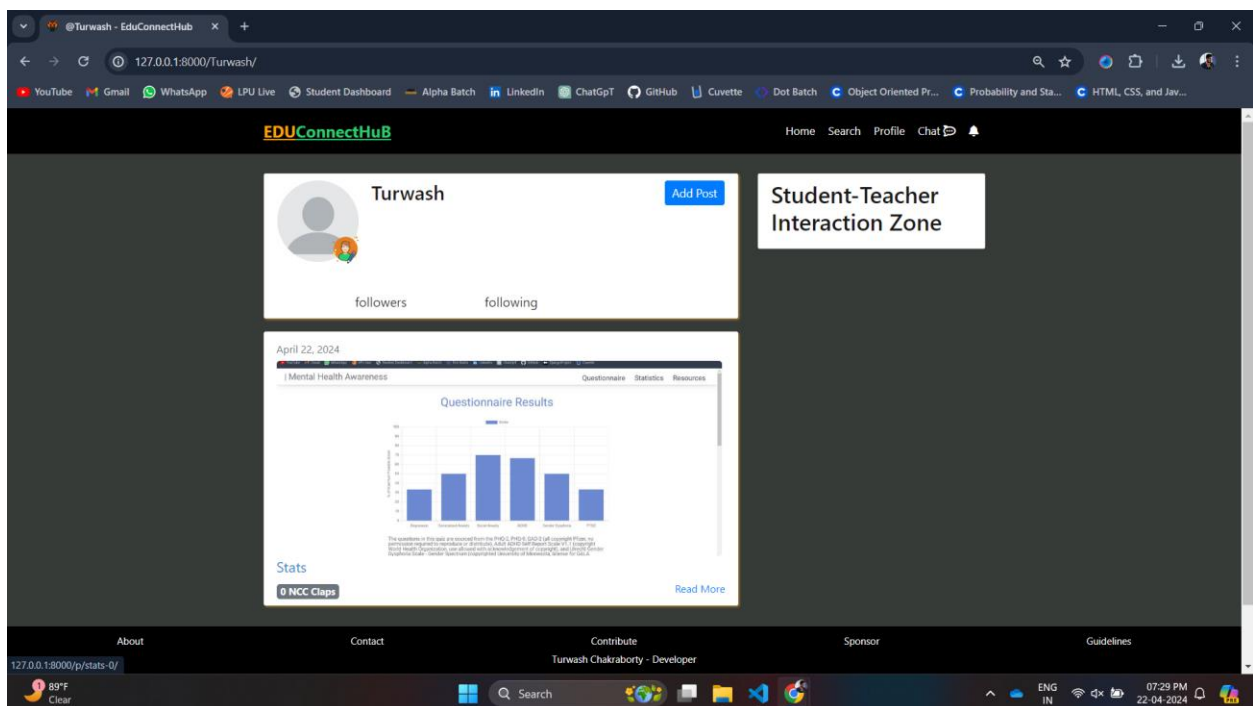 @Turwash - EduConnectHub
127.0.0.1:8000/Turwash/
YouTube Gmail WhatsApp LPU Live Student Dashboard Alpha Batch LinkedIn ChatGpT GitHub Cuvette Dot Batch Object Oriented Pr... Probability and Sta... HTML, CSS, and Jav...
EDUConnectHuB
Home Search Profile Chat
Turwash
Add Post
followers following
Student-Teacher
Interaction Zone
April 22, 2024
| Mental Health Awareness
Questionnaire Statistics Resources
Questionnaire Results
Stats
0 NCC Claps
Read More
About Contact Contribute Sponsor Guidelines
Turwash Chakraborty - Developer
127.0.0.1:8000/p/stats-0/
1
89°F
Clear
Search
ENG
IN
07:29 PM
22-04-2024